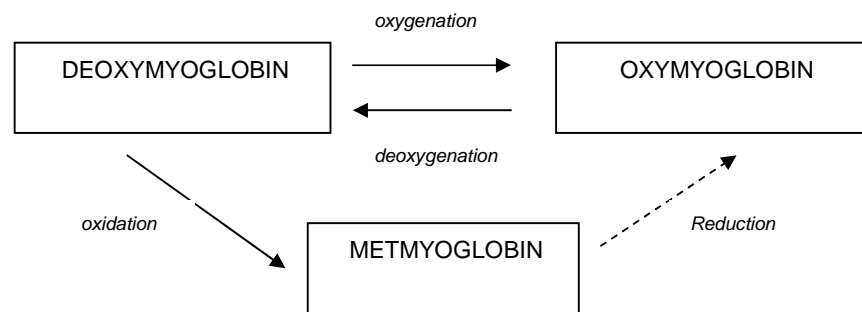 oxygenation
DEOXYMYOGLOBIN
OXYMYOGLOBIN
deoxygenation
oxidation
Reduction
METMYOGLOBIN